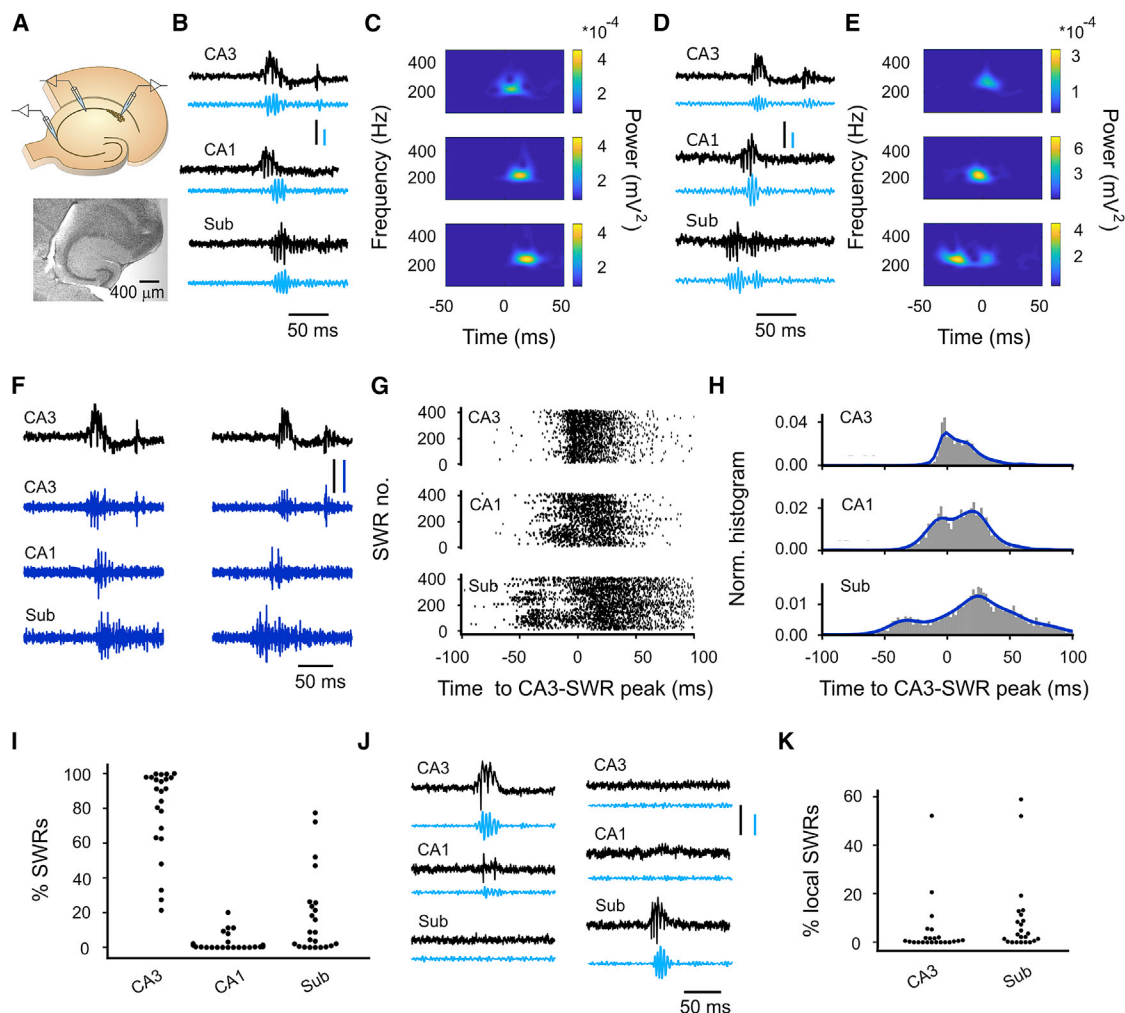 A
400 μm
B
CA3
CA1
Sub
50 ms
C
*10⁻⁴
Frequency (Hz)
400
200
400
200
400
200
4
2
4
2
4
2
Power (mV²)
-50
0
50
Time (ms)
D
CA3
CA1
Sub
50 ms
E
*10⁻⁴
Frequency (Hz)
400
200
400
200
400
200
3
1
6
3
4
2
Power (mV²)
-50
0
50
Time (ms)
F
CA3
CA3
CA1
Sub
50 ms
G
SWR no.
400
200
0
CA3
400
200
0
CA1
400
200
0
Sub
-100
-50
0
50
100
Time to CA3-SWR peak (ms)
H
Norm. histogram
0.04
0.00
CA3
0.02
0.00
CA1
0.01
0.00
Sub
-100
-50
0
50
100
Time to CA3-SWR peak (ms)
I
% SWRs
100
80
60
40
20
0
CA3
CA1
Sub
J
CA3
CA1
Sub
CA3
CA1
Sub
50 ms
K
% local SWRs
60
40
20
0
CA3
Sub